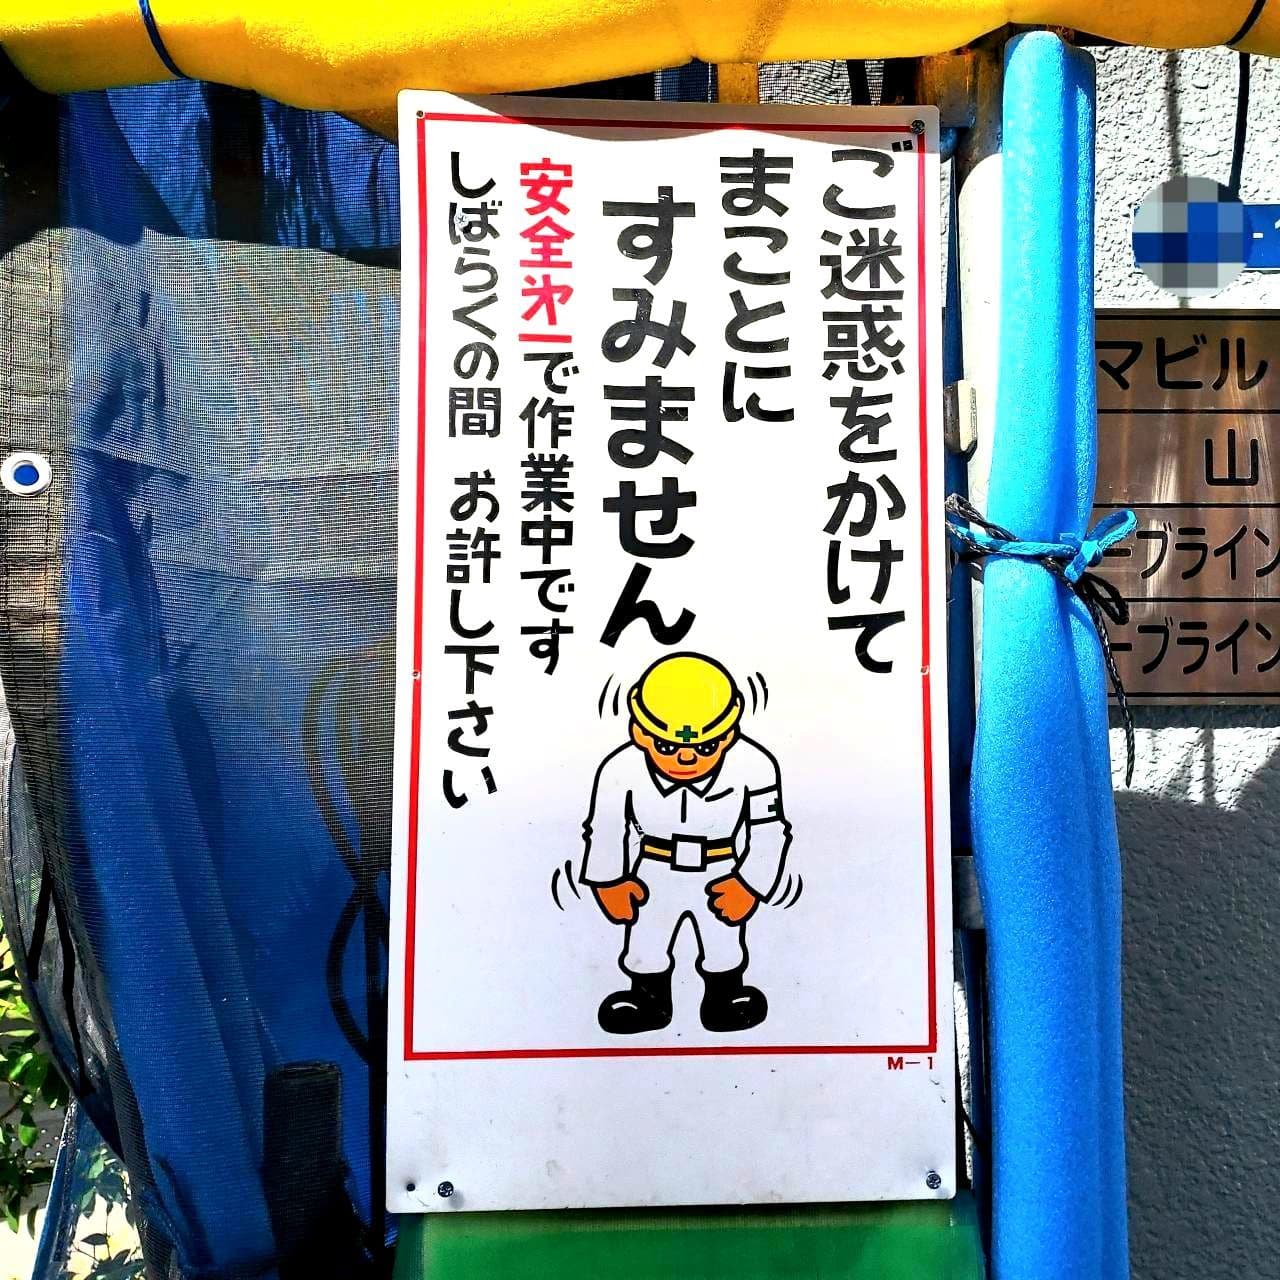 ご迷惑をかけて
まことに
すみません
安全㐧一で作業中です
しばらくの間 お許し下さい
M-1
マビル
山
ーブライン
ーブライン